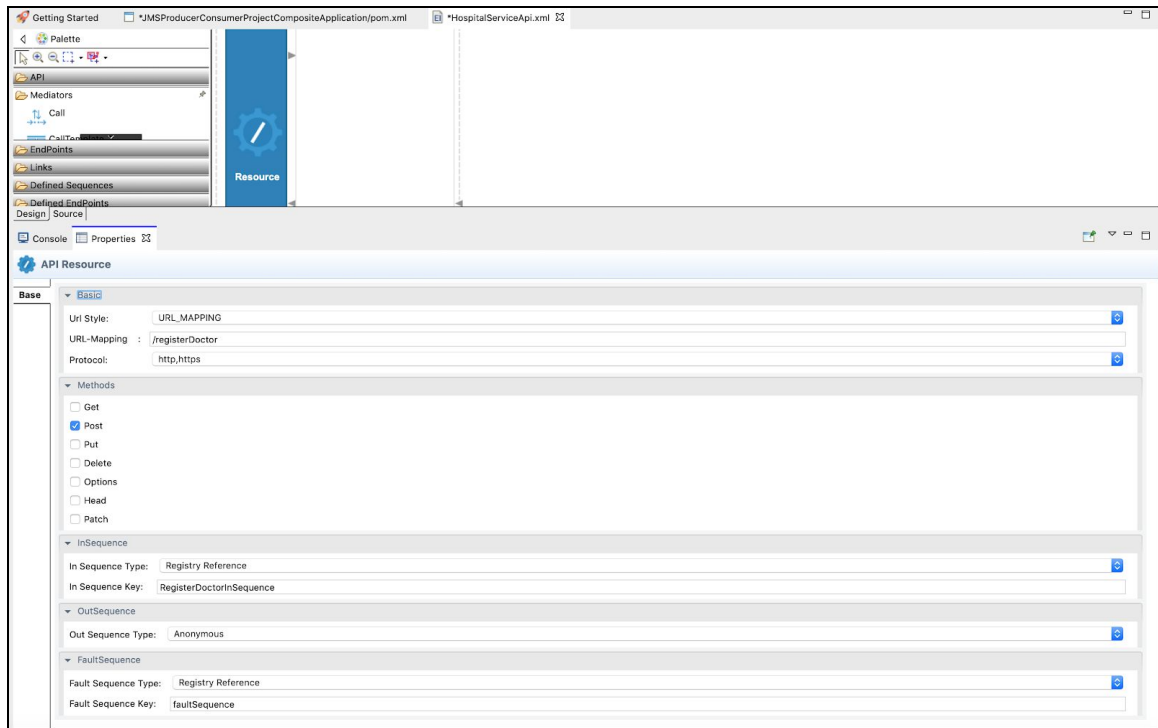 Getting Started
*JMSProducerConsumerProjectCompositeApplication/pom.xml
*HospitalServiceApi.xml
Palette
API
Mediators
Call
EndPoints
Links
Defined Sequences
Defined EndPoints
Resource
Design Source
Console Properties
API Resource
Base
Basic
Url Style: URL_MAPPING
URL-Mapping : /registerDoctor
Protocol: http,https
Methods
Get
Post
Put
Delete
Options
Head
Patch
InSequence
In Sequence Type: Registry Reference
In Sequence Key: RegisterDoctorInSequence
OutSequence
Out Sequence Type: Anonymous
FaultSequence
Fault Sequence Type: Registry Reference
Fault Sequence Key: faultSequence